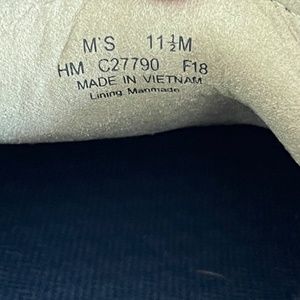 M'S 11½M
HM C27790 F18
MADE IN VIETNAM
Lining Manmade